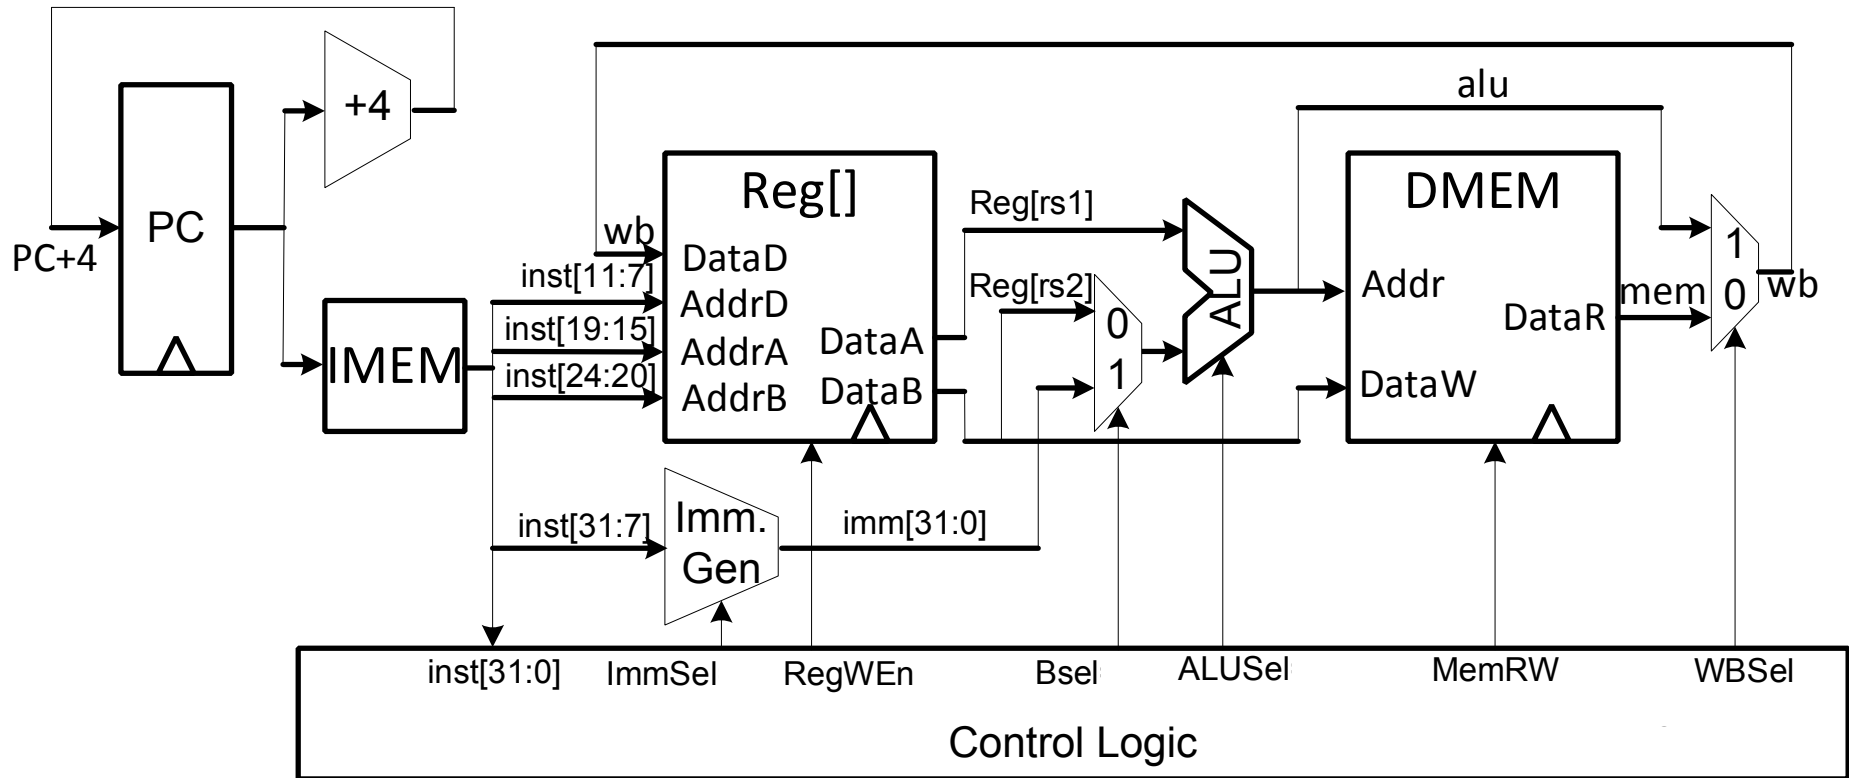 alu
+4
Reg[]
DMEM
PC
PC+4
wb
DataD
inst[11:7]
AddrD
inst[19:15]
AddrA
inst[24:20]
AddrB
DataA
DataB
Reg[rs1]
Reg[rs2]
0
1
ALU
Addr
DataR
DataW
mem
1
0
wb
IMEM
inst[31:7]
Imm.
Gen
imm[31:0]
inst[31:0]
ImmSel
RegWEn
Bsel
ALUSel
MemRW
WBSel
Control Logic